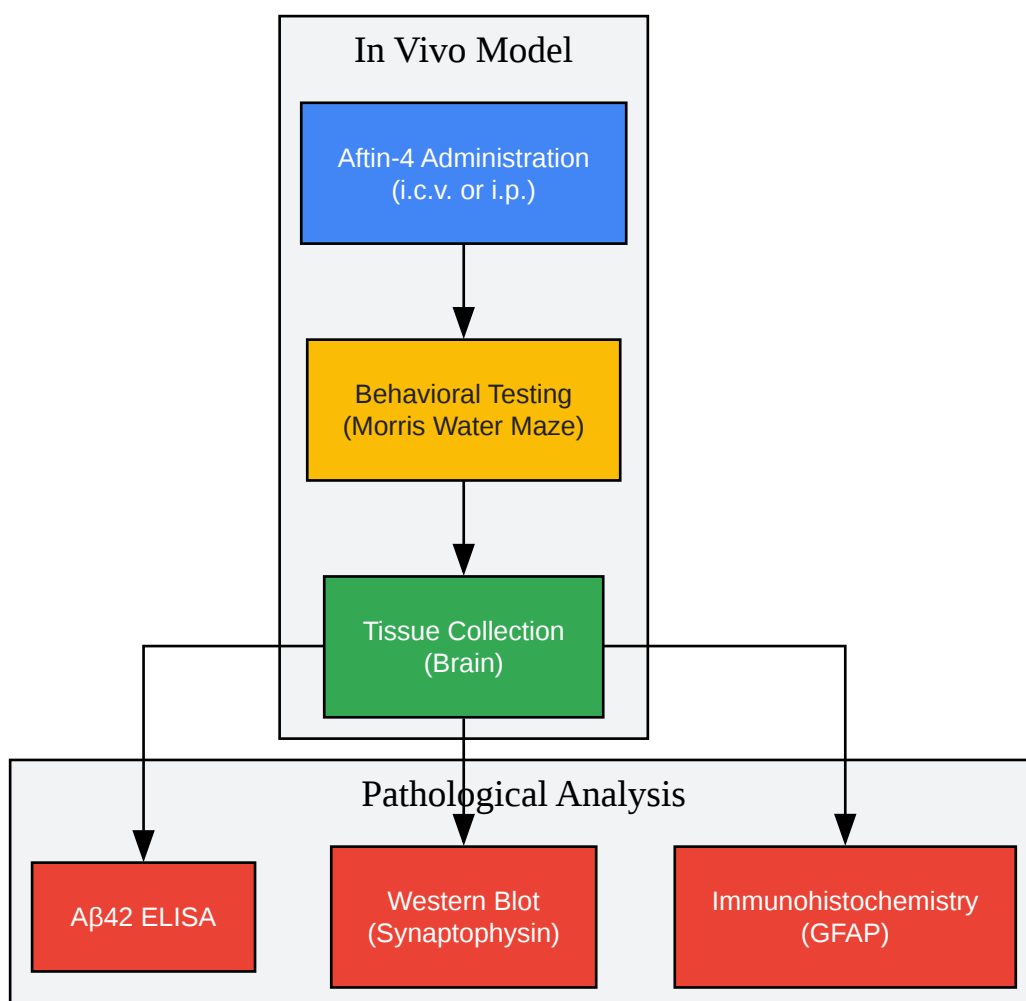 In Vivo Model
Aftin-4 Administration
(i.c.v. or i.p.)
Behavioral Testing
(Morris Water Maze)
Tissue Collection
(Brain)
Pathological Analysis
Aβ42 ELISA
Western Blot
(Synaptophysin)
Immunohistochemistry
(GFAP)